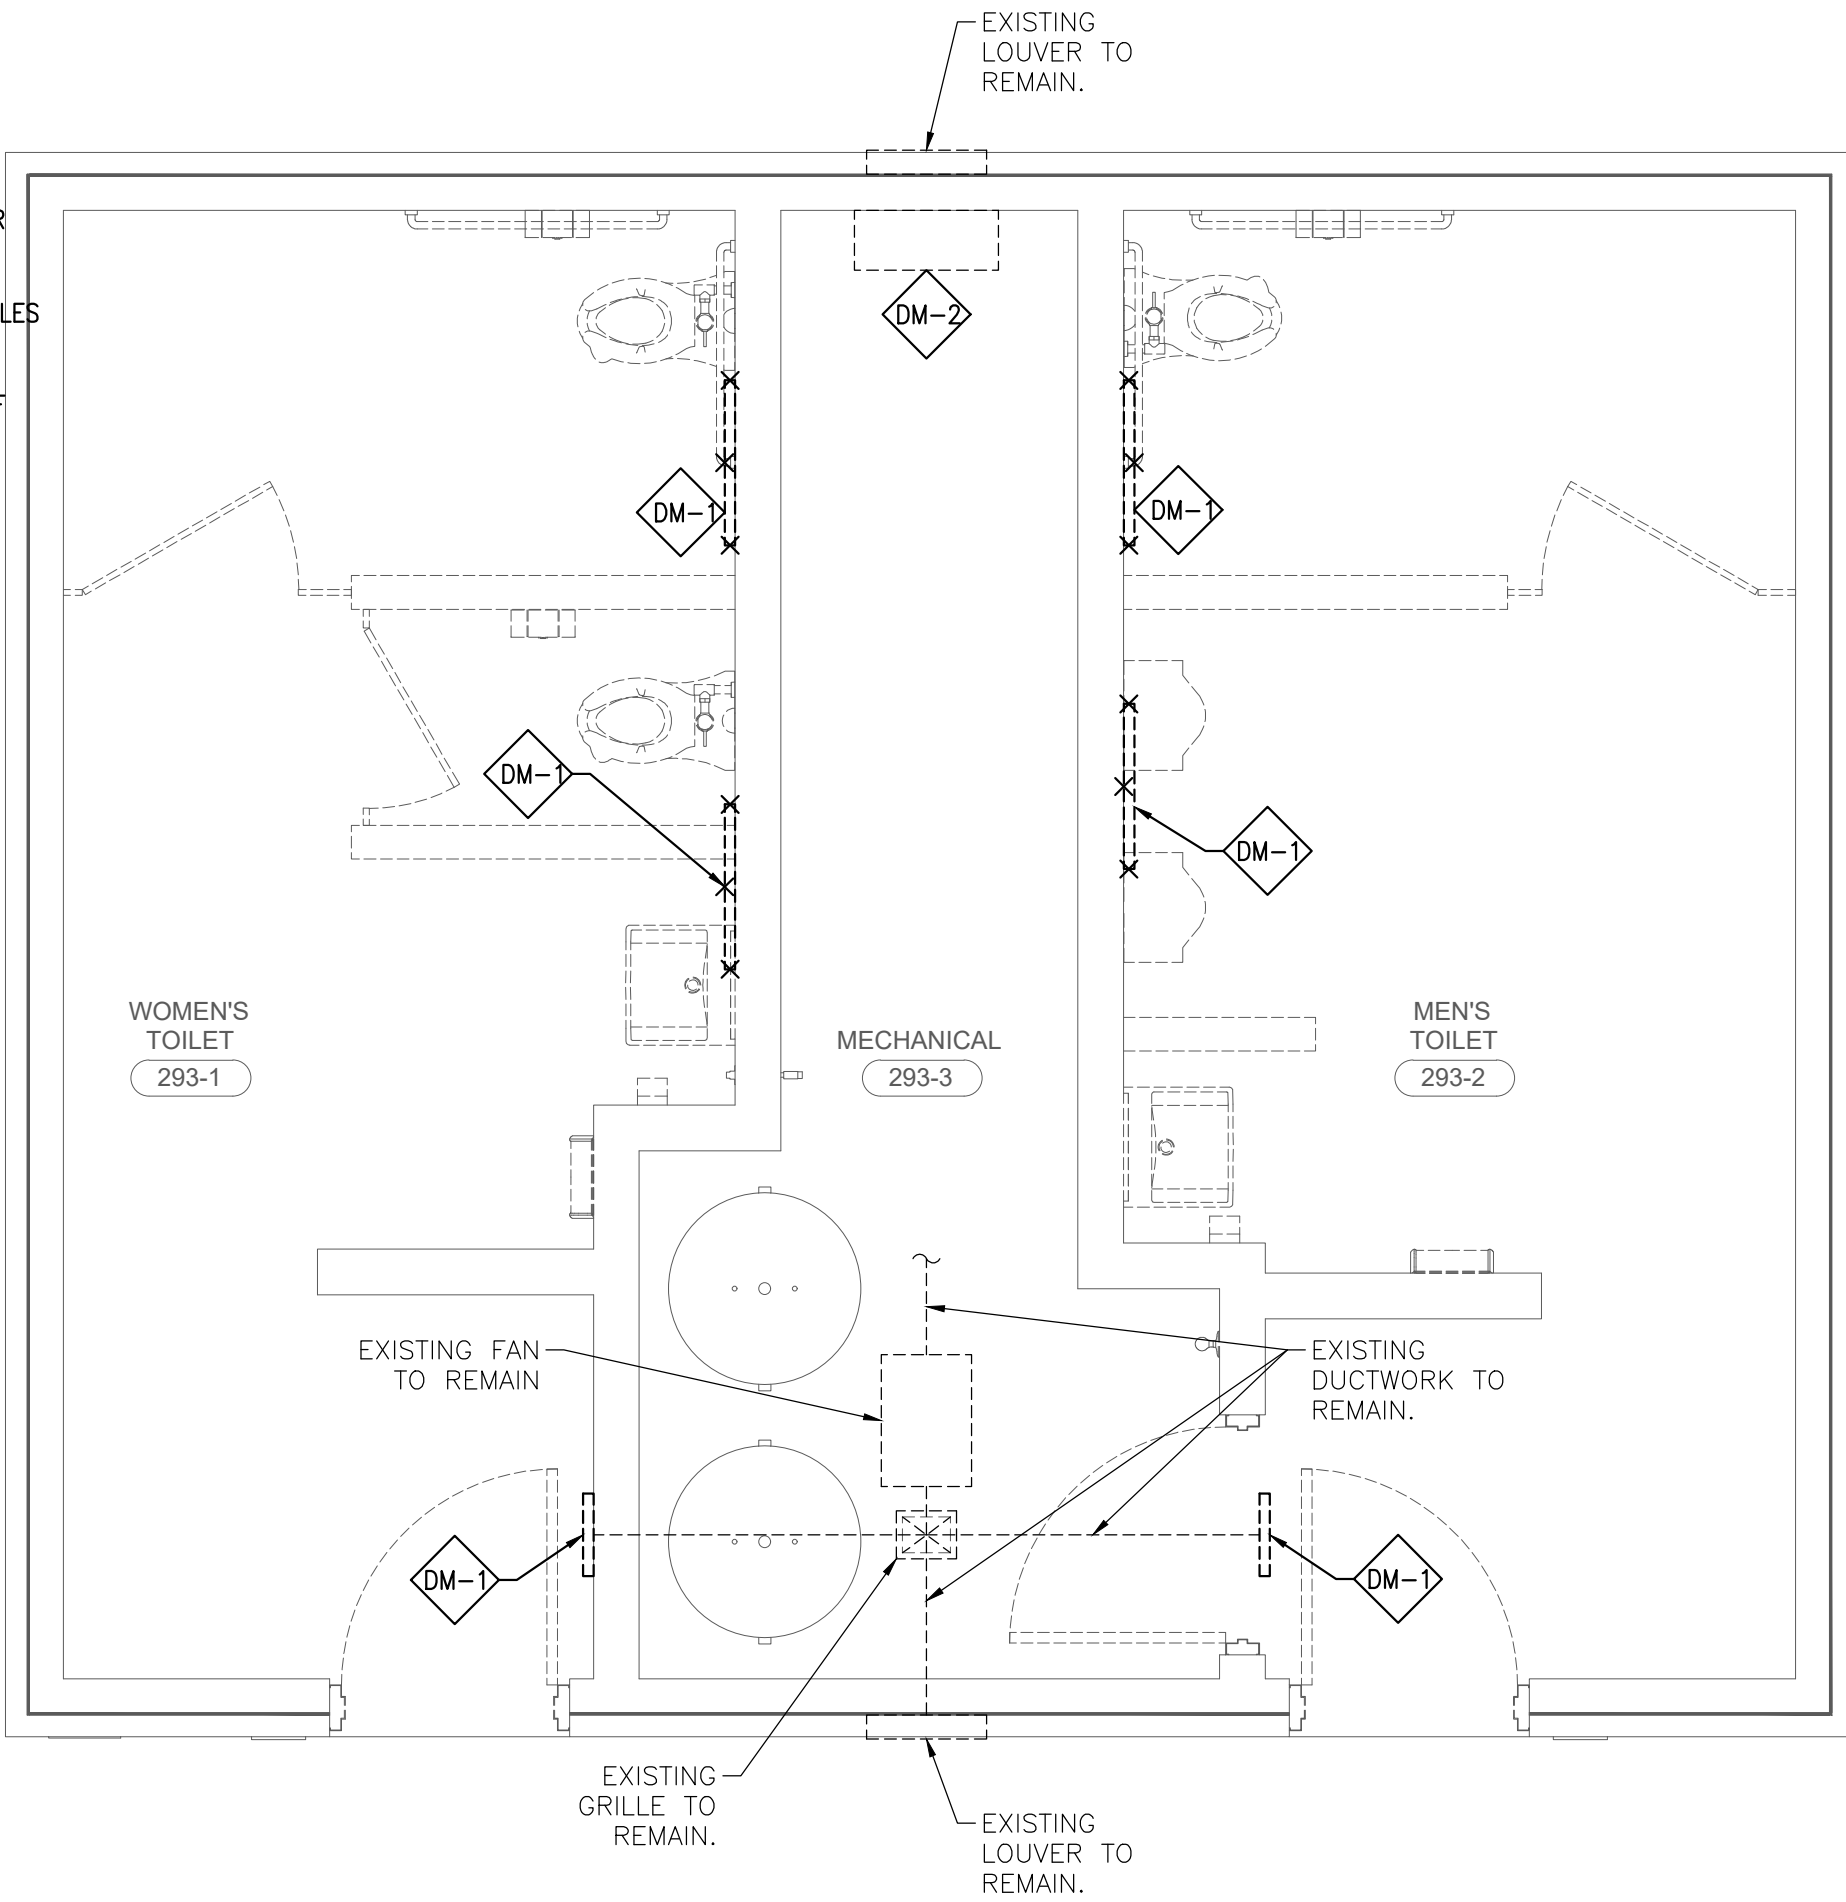 EXISTING
LOUVER TO
REMAIN.
R
LES
DM-2
DM-1
DM-1
DM-1
DM-1
WOMEN'S
TOILET
293-1
MECHANICAL
293-3
MEN'S
TOILET
293-2
EXISTING FAN
TO REMAIN
EXISTING
DUCTWORK TO
REMAIN.
DM-1
DM-1
EXISTING
GRILLE TO
REMAIN.
EXISTING
LOUVER TO
REMAIN.